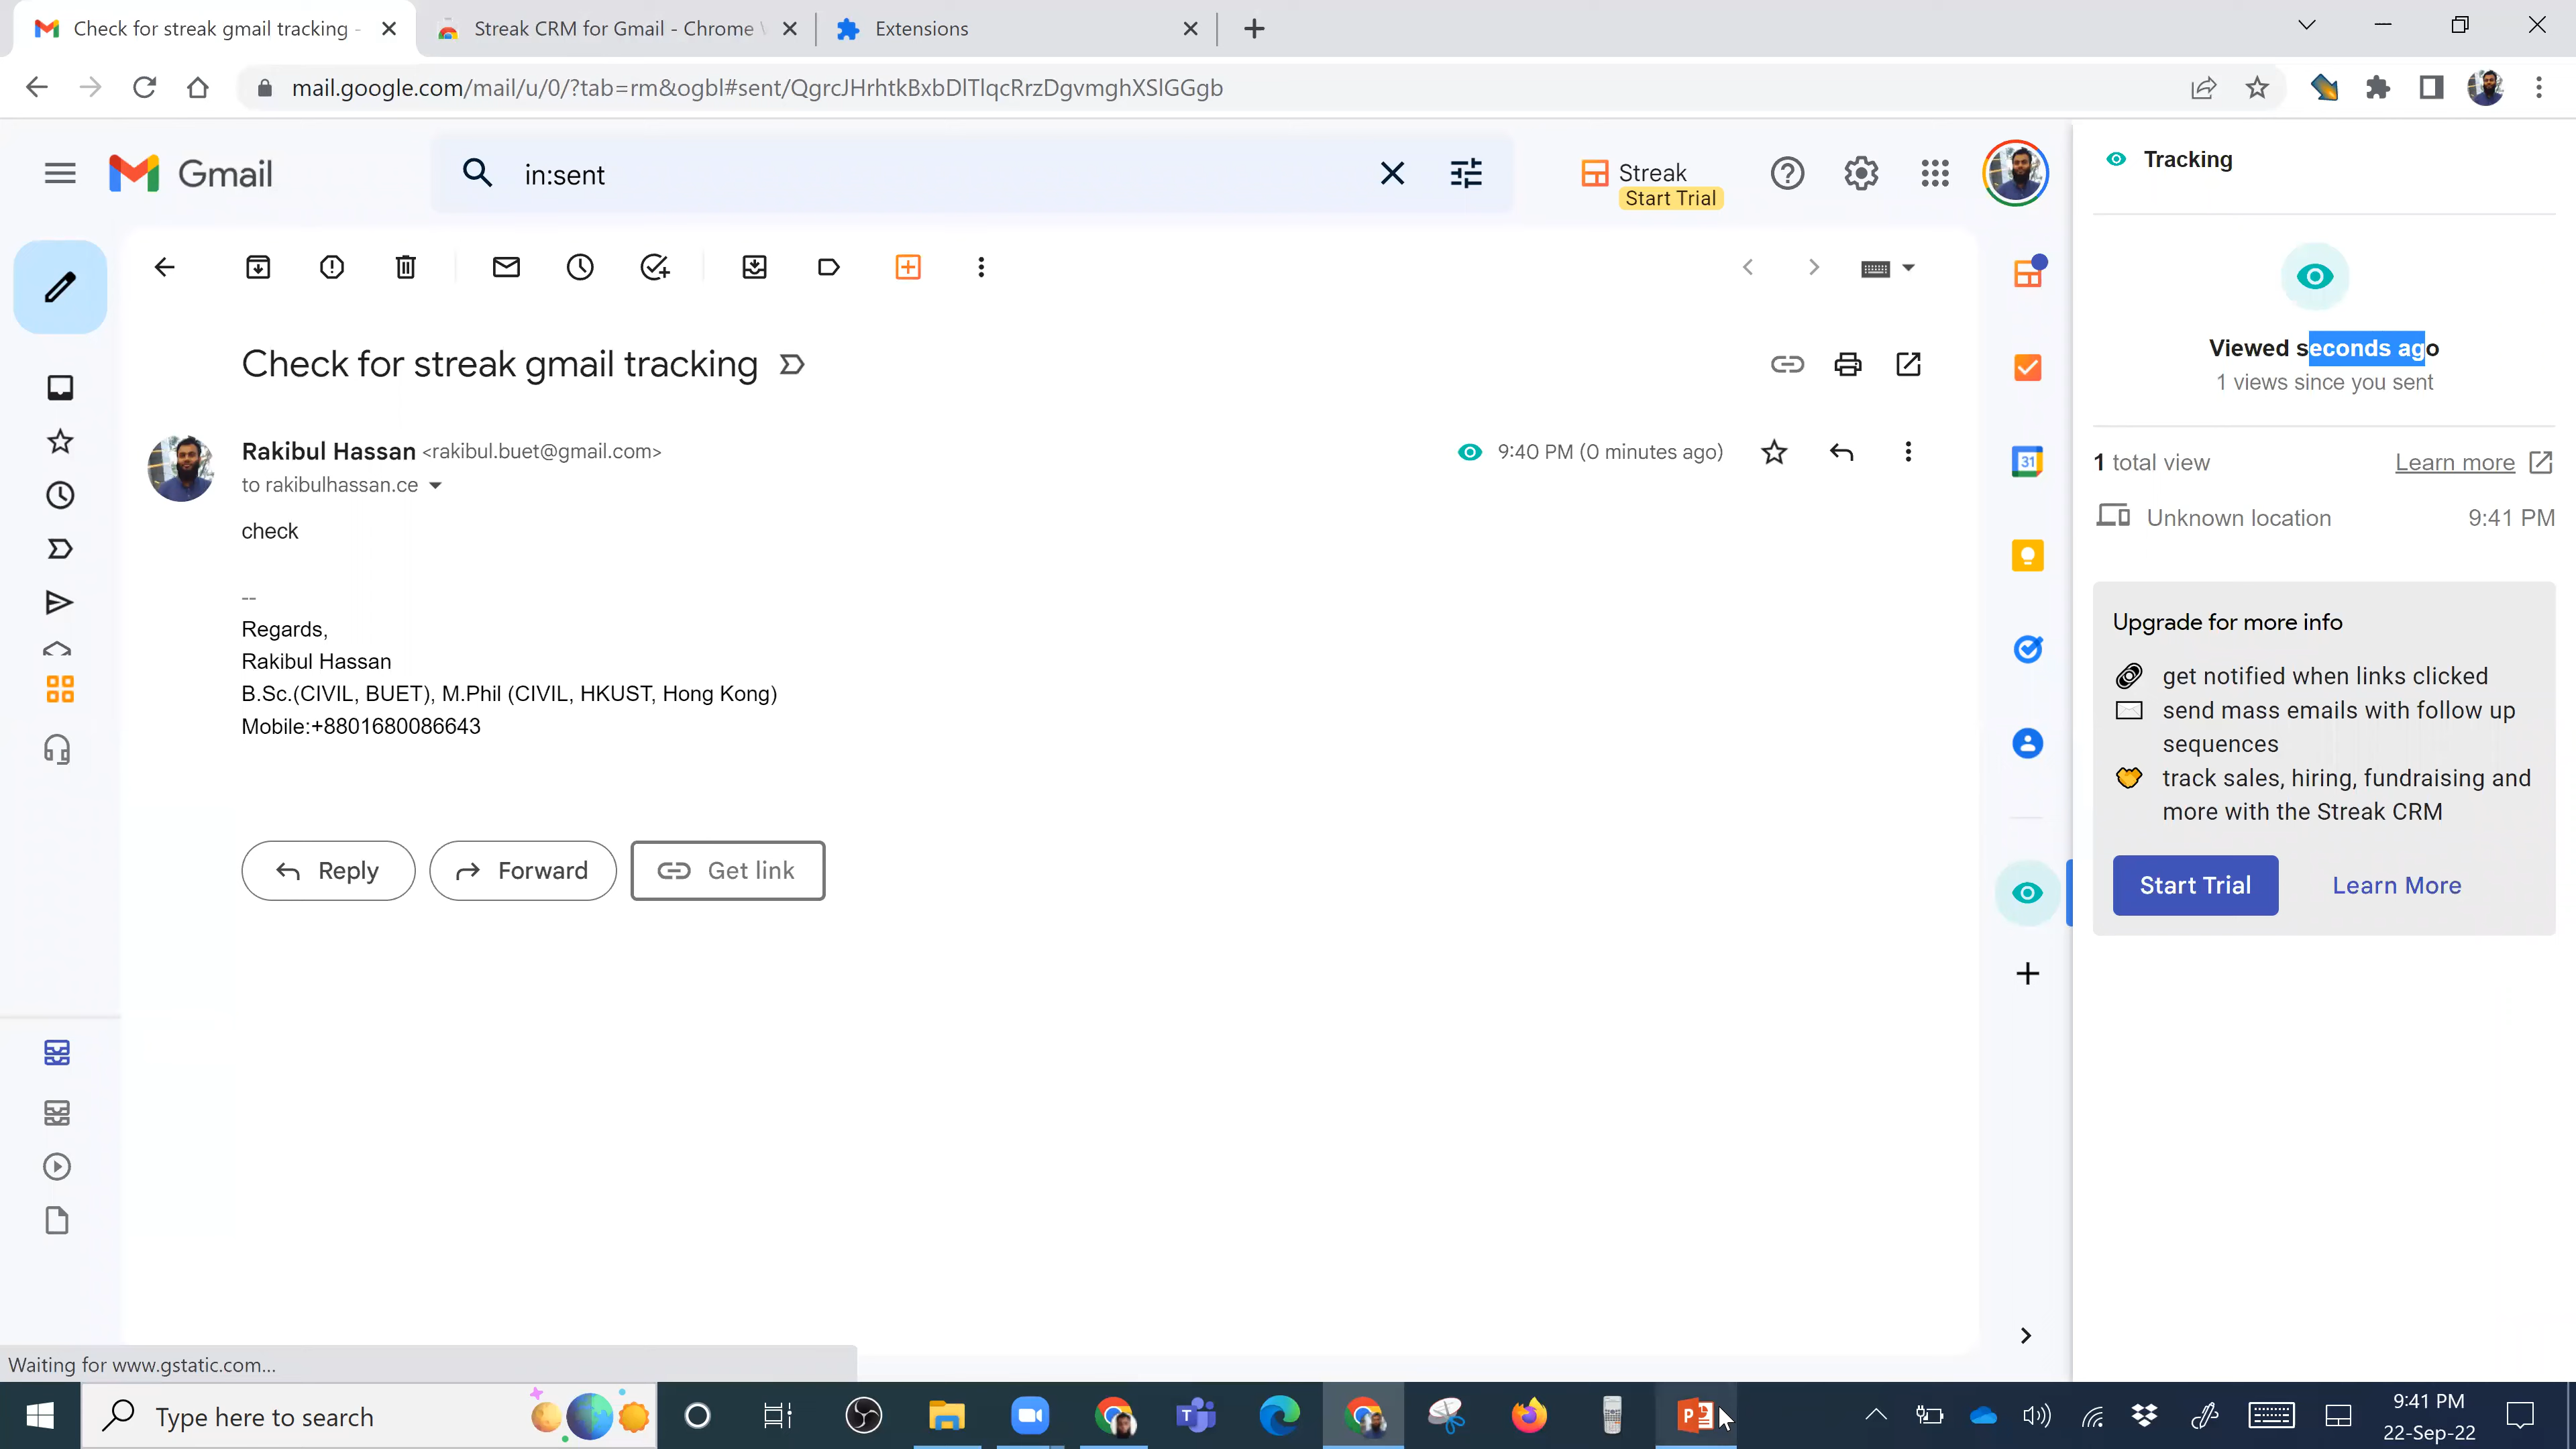 Check for streak gmail tracking -
Streak CRM for Gmail - Chrome
Extensions
mail.google.com/mail/u/0/?tab=rm&ogbl#sent/QgrcJHrhtkBxbDlTlqcRrzDgvmghXSlGGgb
Gmail
in:sent
Streak
Start Trial
Tracking
Viewed seconds ago
1 views since you sent
Check for streak gmail tracking
Rakibul Hassan <rakibul.buet@gmail.com>
9:40 PM (0 minutes ago)
to rakibulhassan.ce
1 total view
Learn more
31
Unknown location
9:41 PM
check
--
Regards,
Rakibul Hassan
B.Sc.(CIVIL, BUET), M.Phil (CIVIL, HKUST, Hong Kong)
Mobile:+8801680086643
Upgrade for more info
get notified when links clicked
send mass emails with follow up
sequences
track sales, hiring, fundraising and
more with the Streak CRM
Start Trial
Learn More
Reply
Forward
Get link
Waiting for www.gstatic.com...
Type here to search
9:41 PM
22-Sep-22